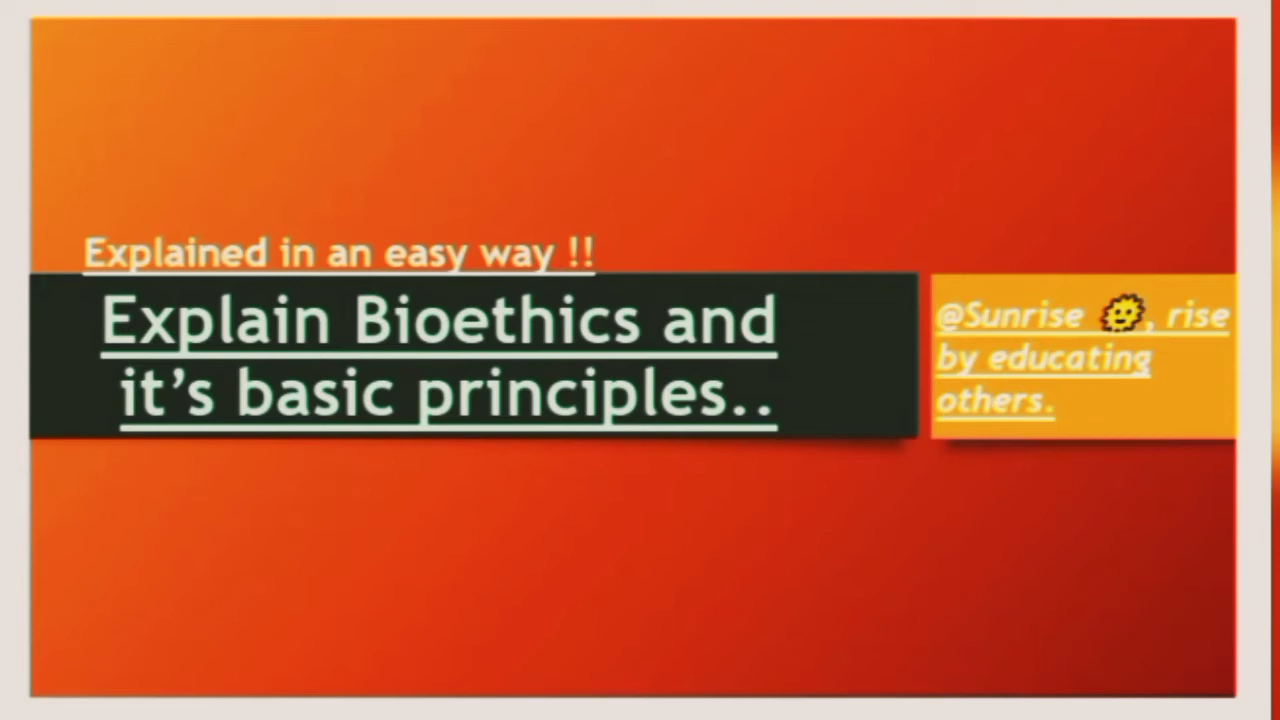 Explained in an easy way !!
Explain Bioethics and
it’s basic principles..
@Sunrise 🌞, rise
by educating
others.